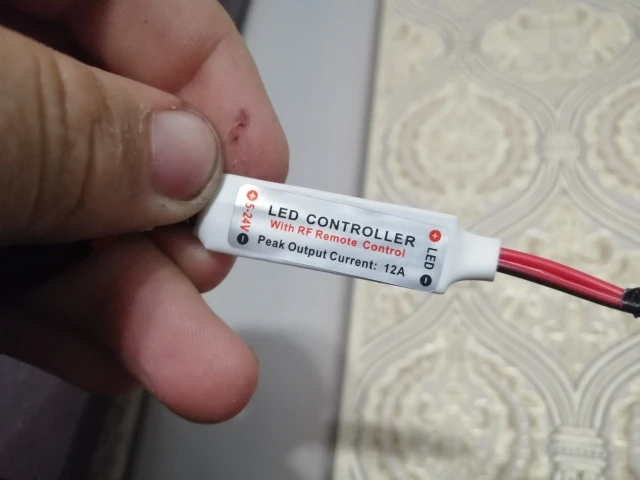 5-24V
LED CONTROLLER
With RF Remote Control
Peak Output Current: 12A
LED